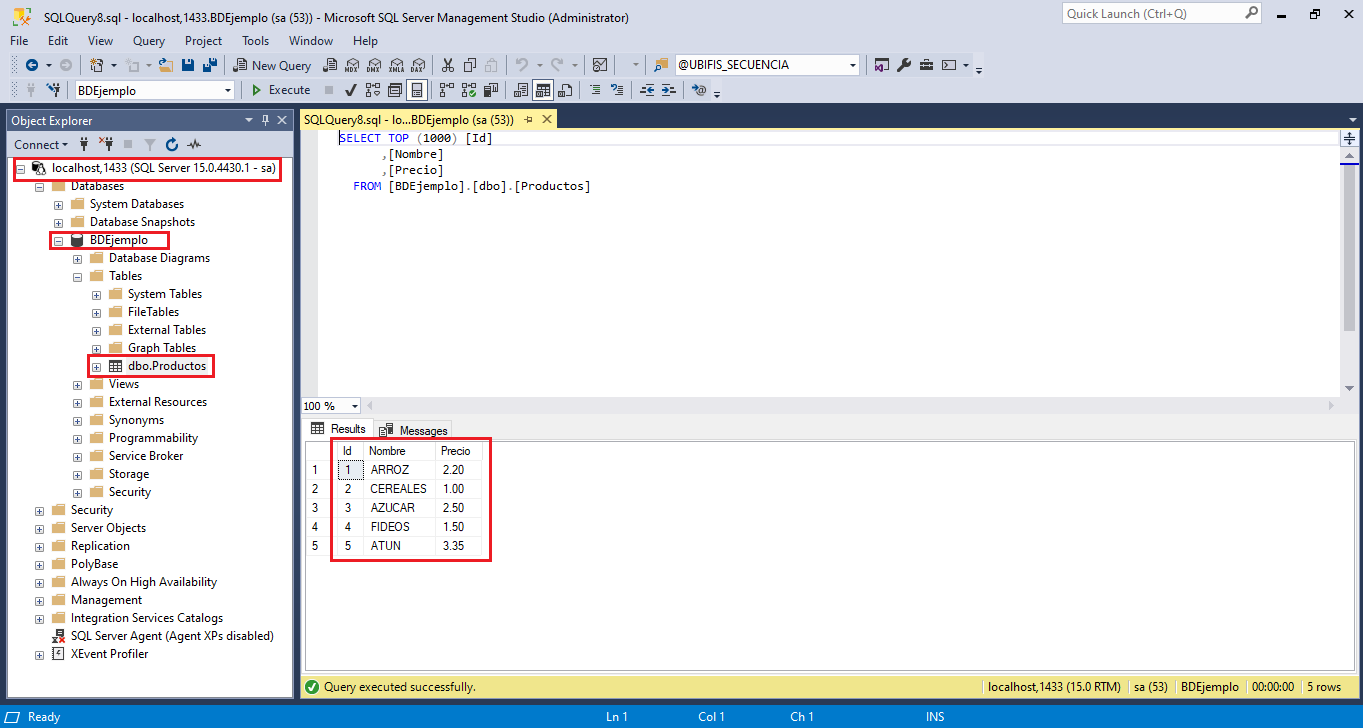 SQLQuery8.sql - localhost,1433.BDEjemplo (sa (53)) - Microsoft SQL Server Management Studio (Administrator)
Quick Launch (Ctrl+Q)
File Edit View Query Project Tools Window Help
New Query MDX DMX XMLA DAX @UBIFIS_SECUENCIA
BDEjemplo Execute
Object Explorer
Connect
localhost,1433 (SQL Server 15.0.4430.1 - sa)
Databases
System Databases
Database Snapshots
BDEjemplo
Database Diagrams
Tables
System Tables
FileTables
External Tables
Graph Tables
dbo.Productos
Views
External Resources
Synonyms
Programmability
Service Broker
Storage
Security
Security
Server Objects
Replication
PolyBase
Always On High Availability
Management
Integration Services Catalogs
SQL Server Agent (Agent XPs disabled)
XEvent Profiler
SQLQuery8.sql - lo...BDEjemplo (sa (53))
SELECT TOP (1000) [Id]
,[Nombre]
,[Precio]
FROM [BDEjemplo].[dbo].[Productos]
100 %
Results Messages
Id Nombre Precio
1 1 ARROZ 2.20
2 2 CEREALES 1.00
3 3 AZUCAR 2.50
4 4 FIDEOS 1.50
5 5 ATUN 3.35
Query executed successfully. localhost,1433 (15.0 RTM) sa (53) BDEjemplo 00:00:00 5 rows
Ready Ln 1 Col 1 Ch 1 INS